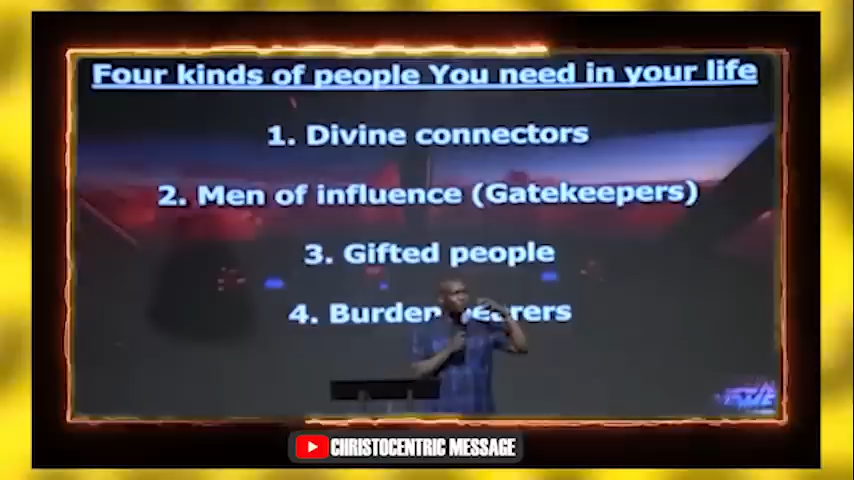 Four kinds of people You need in your life
1. Divine connectors
2. Men of influence (Gatekeepers)
3. Gifted people
4. Burden bearers
CHRISTOCENTRIC MESSAGE